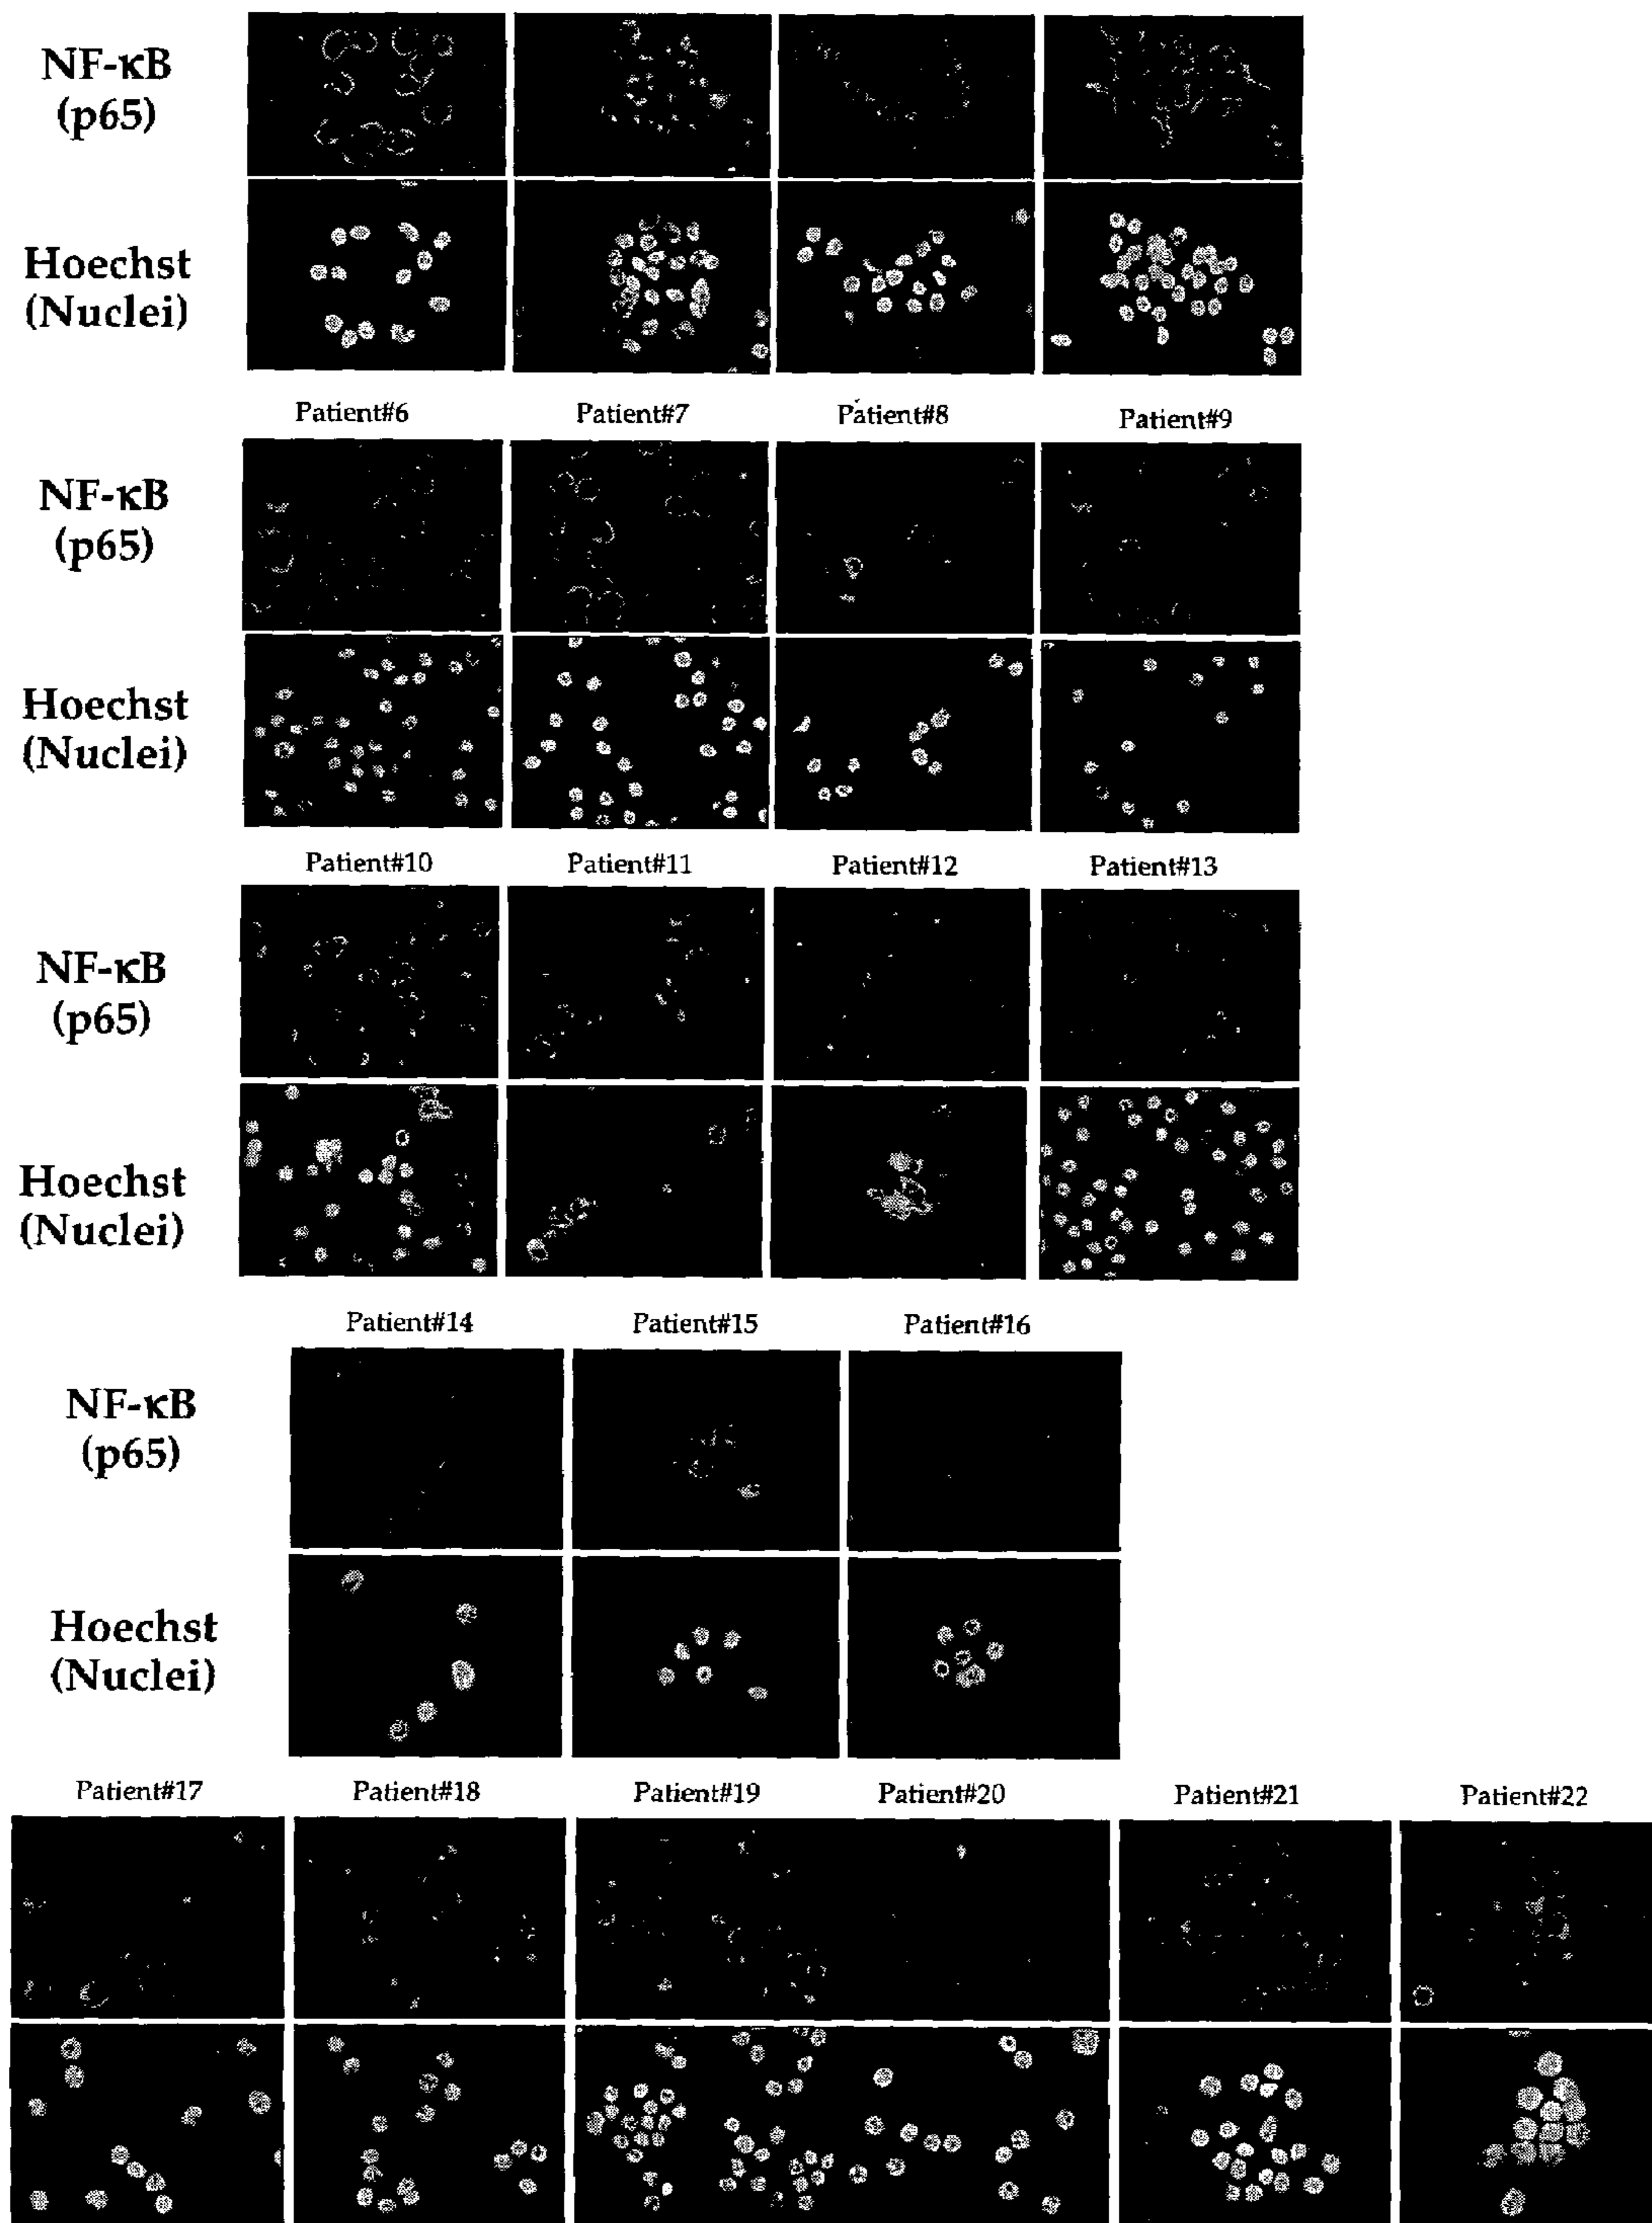 NF-κB
(p65)
Hoechst
(Nuclei)
Patient#6 Patient#7 Patient#8 Patient#9
NF-κB
(p65)
Hoechst
(Nuclei)
Patient#10 Patient#11 Patient#12 Patient#13
NF-κB
(p65)
Hoechst
(Nuclei)
Patient#14 Patient#15 Patient#16
NF-κB
(p65)
Hoechst
(Nuclei)
Patient#17 Patient#18 Patient#19 Patient#20 Patient#21 Patient#22